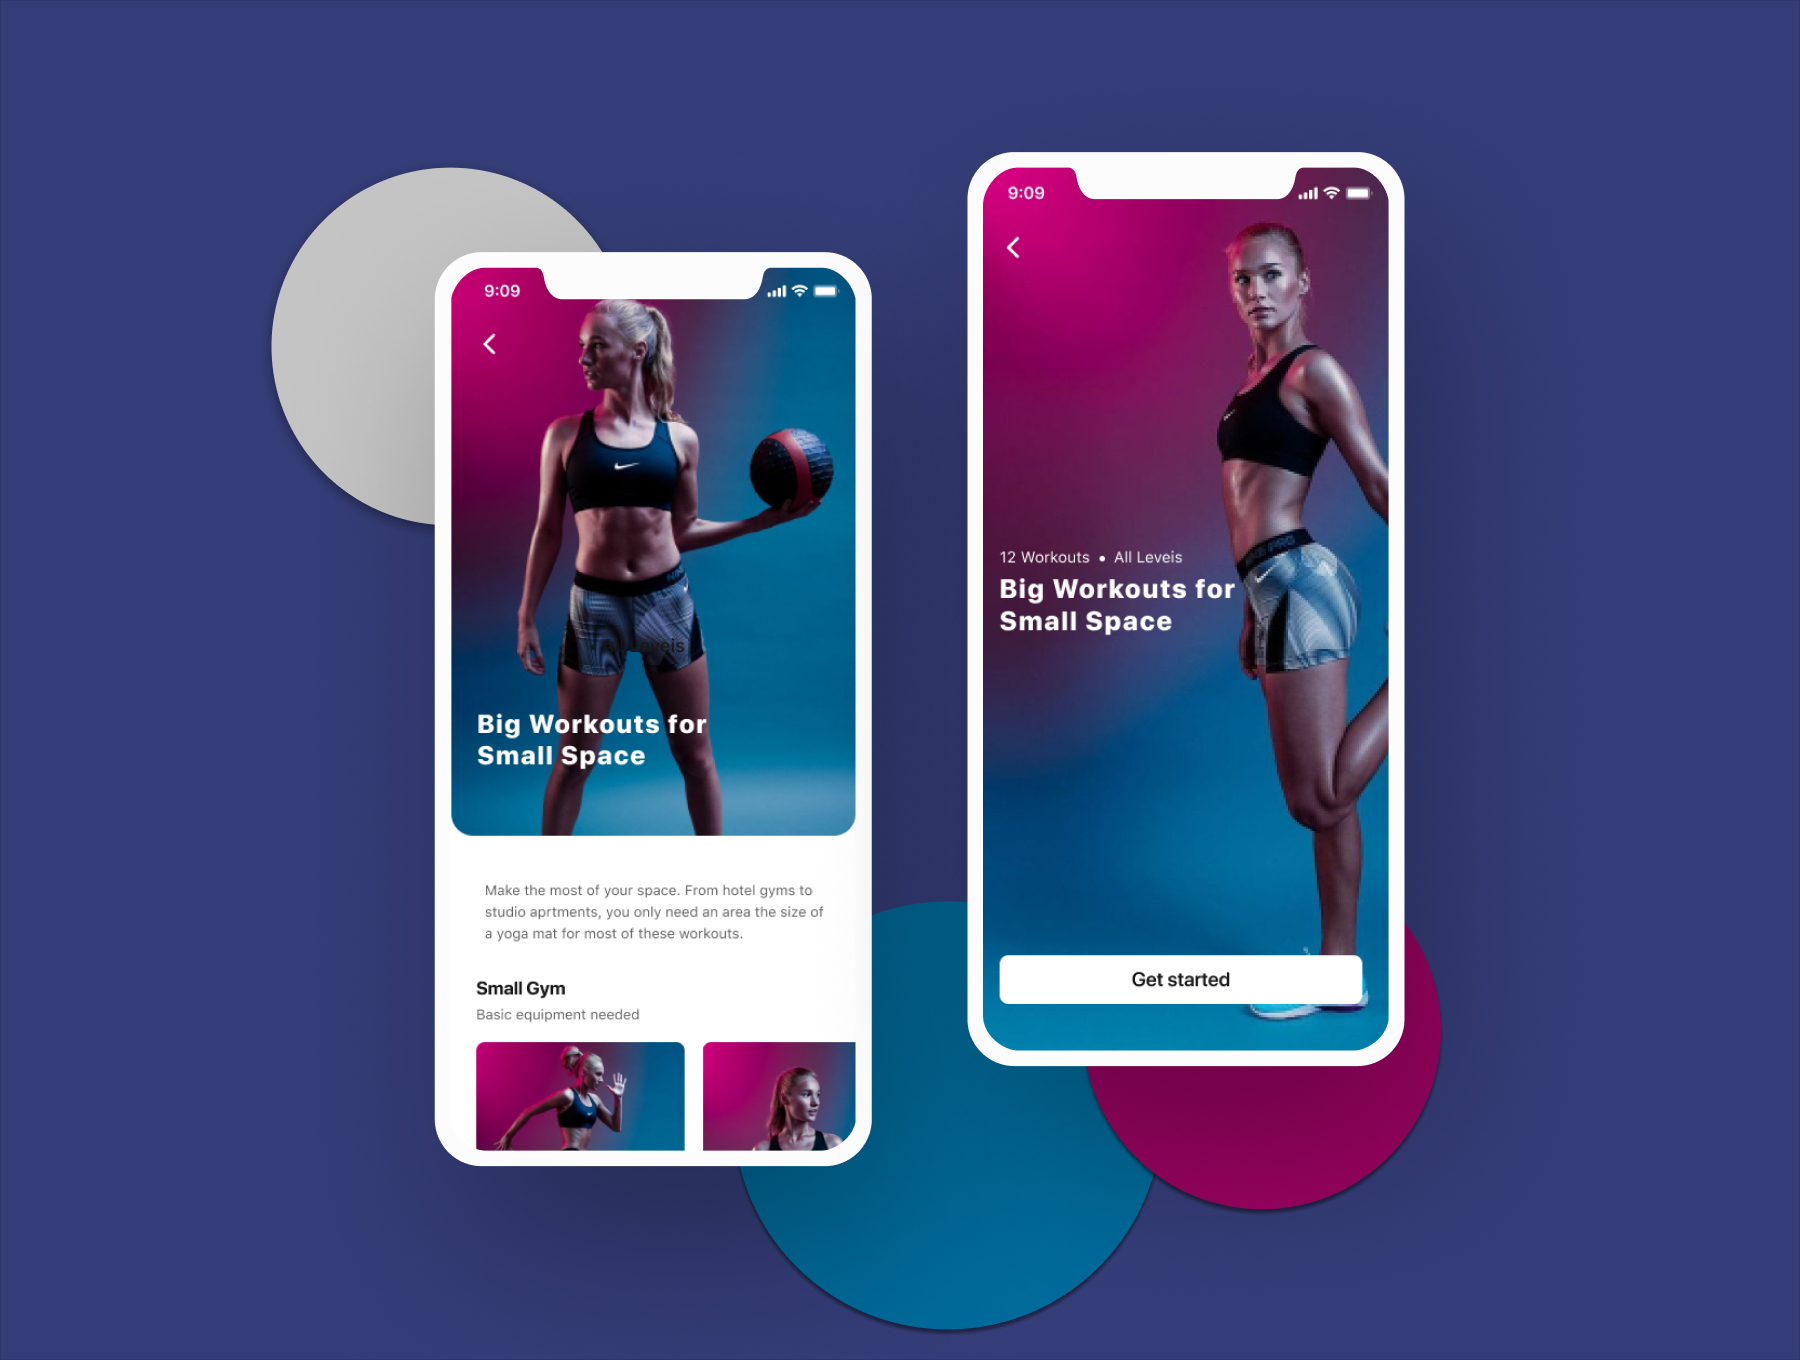 9:09
Leveis
Big Workouts for
Small Space
Make the most of your space. From hotel gyms to
studio aprtments, you only need an area the size of
a yoga mat for most of these workouts.
Small Gym
Basic equipment needed
9:09
12 Workouts • All Leveis
Big Workouts for
Small Space
Get started
PRO